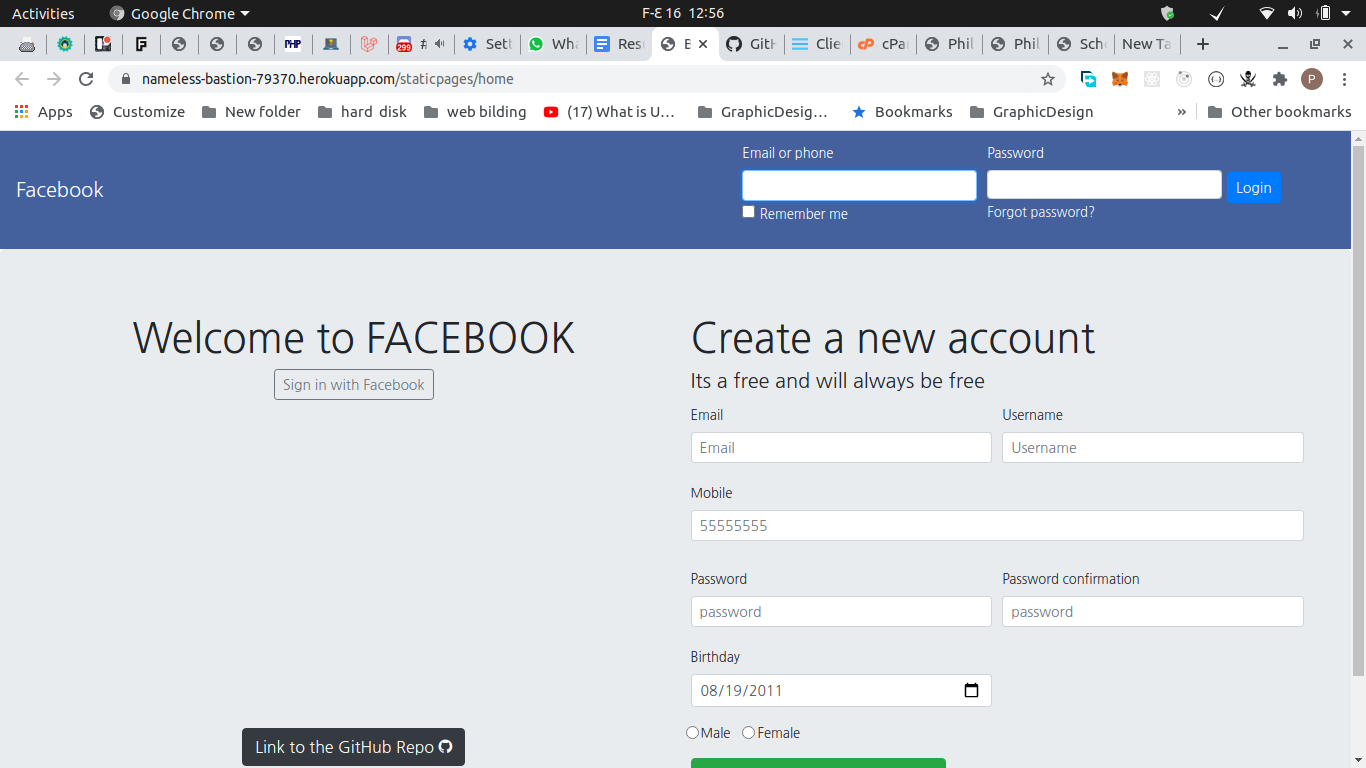 Activities Google Chrome F-Ɛ 16 12:56
FF PHP 299 Sett Wha Resu E GitH Clie cPa Phil Phil Sch New Ta
nameless-bastion-79370.herokuapp.com/staticpages/home P
Apps Customize New folder hard disk web bilding (17) What is U... GraphicDesig... Bookmarks GraphicDesign » Other bookmarks
Email or phone Password
Facebook Login
Remember me Forgot password?
Welcome to FACEBOOK Create a new account
Sign in with Facebook Its a free and will always be free
Email Username
Email Username
Mobile
55555555
Password Password confirmation
password password
Birthday
08/19/2011
Male Female
Link to the GitHub Repo